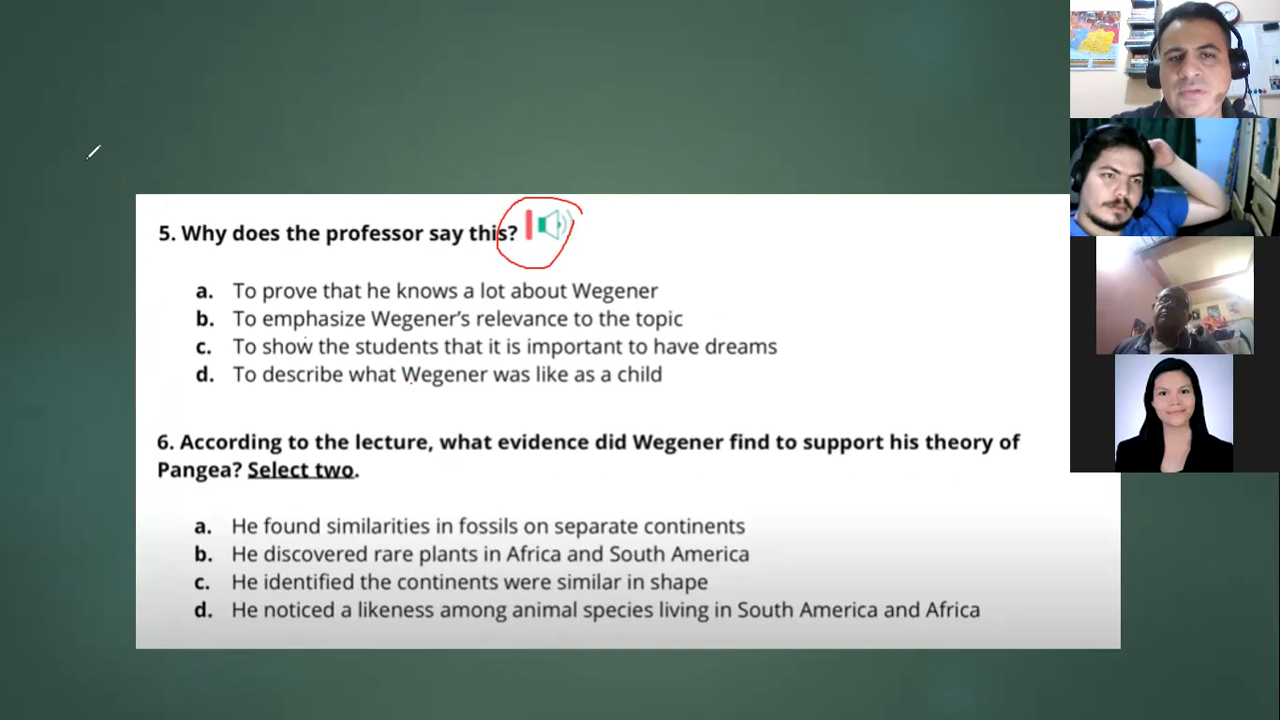 5. Why does the professor say this?
a. To prove that he knows a lot about Wegener
b. To emphasize Wegener’s relevance to the topic
c. To show the students that it is important to have dreams
d. To describe what Wegener was like as a child
6. According to the lecture, what evidence did Wegener find to support his theory of
Pangea? Select two.
a. He found similarities in fossils on separate continents
b. He discovered rare plants in Africa and South America
c. He identified the continents were similar in shape
d. He noticed a likeness among animal species living in South America and Africa